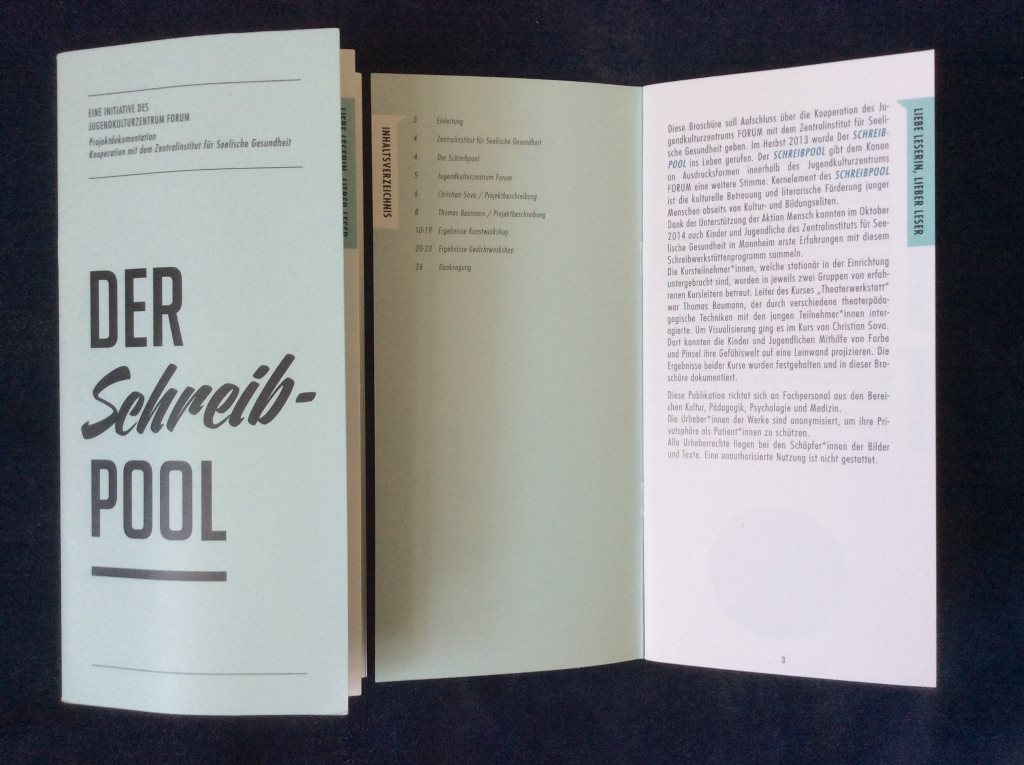 EINE INITIATIVE DES
JUGENDKULTURZENTRUM FORUM
Projektdokumentation
Kooperation mit dem Zentralinstitut für Seelische Gesundheit
DER
Schreib-
POOL
LIEBE LESERIN, LIEBER LESER
INHALTSVERZEICHNIS
3 Einleitung
4 Zentralinstitut für Seelische Gesundheit
4 Der Schreibpool
5 Jugendkulturzentrum Forum
6 Christian Sova / Projektbeschreibung
8 Thomas Baumann / Projektbeschreibung
10-19 Ergebnisse Kunstworkshop
20-23 Ergebnisse Gedichtworkshop
26 Danksagung
LIEBE LESERIN, LIEBER LESER
Diese Broschüre soll Aufschluss über die Kooperation des Ju-
gendkulturzentrums FORUM mit dem Zentralinstitut für Seeli-
sche Gesundheit geben. Im Herbst 2013 wurde Der SCHREIB-
POOL ins Leben gerufen. Der SCHREIBPOOL gibt dem Kanon
an Ausdrucksformen innerhalb des Jugendkulturzentrums
FORUM eine weitere Stimme. Kernelement des SCHREIBPOOL
ist die kulturelle Betreuung und literarische Förderung junger
Menschen abseits von Kultur- und Bildungseliten.
Dank der Unterstützung der Aktion Mensch konnten im Oktober
2014 auch Kinder und Jugendliche des Zentralinstituts für See-
lische Gesundheit in Mannheim erste Erfahrungen mit diesem
Schreibwerkstättenprogramm sammeln.
Die Kursteilnehmer*innen, welche stationär in der Einrichtung
untergebracht sind, wurden in jeweils zwei Gruppen von erfah-
renen Kursleitern betreut. Leiter des Kurses „Theaterwerkstatt"
war Thomas Baumann, der durch verschiedene theaterpäda-
gogische Techniken mit den jungen Teilnehmer*innen inter-
agierte. Um Visualisierung ging es im Kurs von Christian Sova.
Dort konnten die Kinder und Jugendlichen Mithilfe von Farbe
und Pinsel ihre Gefühlswelt auf eine Leinwand projizieren. Die
Ergebnisse beider Kurse wurden festgehalten und in dieser Bro-
schüre dokumentiert.
Diese Publikation richtet sich an Fachpersonal aus den Berei-
chen Kultur, Pädagogik, Psychologie und Medizin.
Die Urheber*innen der Werke sind anonymisiert, um ihre Pri-
vatsphäre als Patient*innen zu schützen.
Alle Urheberrechte liegen bei den Schöpfer*innen der Bilder
und Texte. Eine unauthorisierte Nutzung ist nicht gestattet.
3